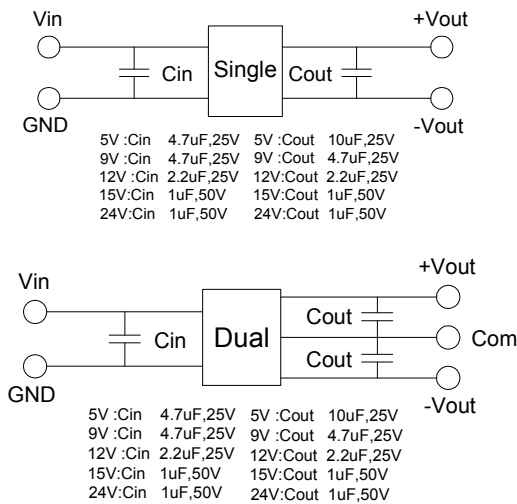 Vin +Vout
Cin Single Cout
GND -Vout
5V :Cin 4.7uF,25V 5V :Cout 10uF,25V
9V :Cin 4.7uF,25V 9V :Cout 4.7uF,25V
12V :Cin 2.2uF,25V 12V:Cout 2.2uF,25V
15V:Cin 1uF,50V 15V:Cout 1uF,50V
24V:Cin 1uF,50V 24V:Cout 1uF,50V
Vin +Vout
Cout
Cin Dual Com
Cout
GND -Vout
5V :Cin 4.7uF,25V 5V :Cout 10uF,25V
9V :Cin 4.7uF,25V 9V :Cout 4.7uF,25V
12V :Cin 2.2uF,25V 12V:Cout 2.2uF,25V
15V:Cin 1uF,50V 15V:Cout 1uF,50V
24V:Cin 1uF,50V 24V:Cout 1uF,50V